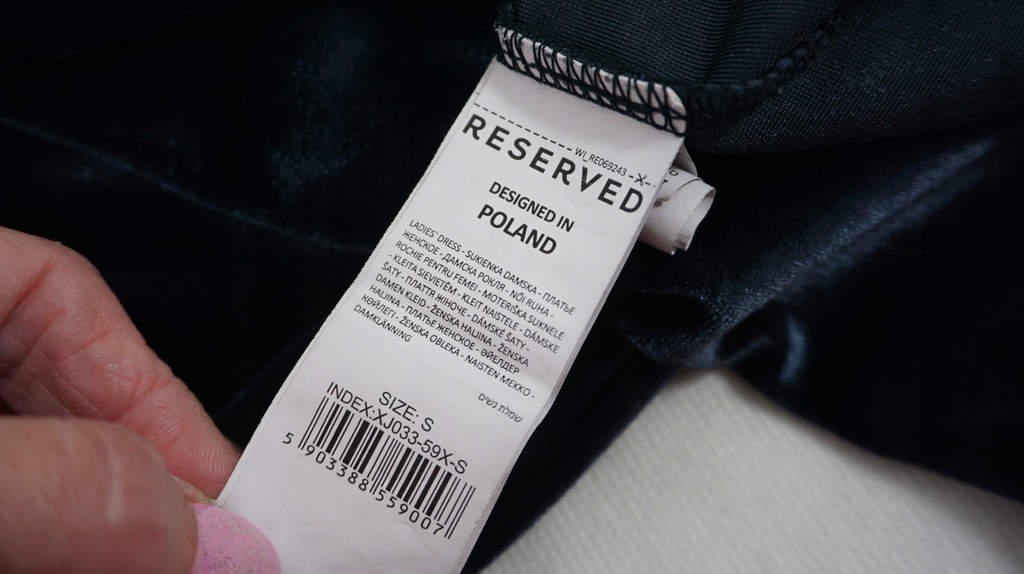 WI_RE069243
RESERVED
DESIGNED IN
POLAND
LADIES' DRESS - SUKIENKA DAMSKA - ПЛАТЬЕ
ЖЕНСКОЕ - ДАМСКА РОКЛЯ - NŐI RUHA -
ROCHIE PENTRU FEMEI - MOTERIŠKA SUKNELĖ
- KLEITA SIEVIETĒM - KLEIT NAISTELE - DÁMSKE
ŠATY - ПЛАТТЯ ЖІНОЧЕ - DÁMSKÉ ŠATY -
DAMEN KLEID - ŽENSKA HALJINA - ŽENSKA
HALJINA - ПЛАТЬЕ ЖЕНСКОЕ - ӘЙЕЛДЕР
КӨЙЛЕГІ - ŽENSKA OBLEKA - NAISTEN MEKKO -
DAMKLÄNNING
שמלת נשים
SIZE: S
INDEX:XJ033-59X-S
5 903388 559007